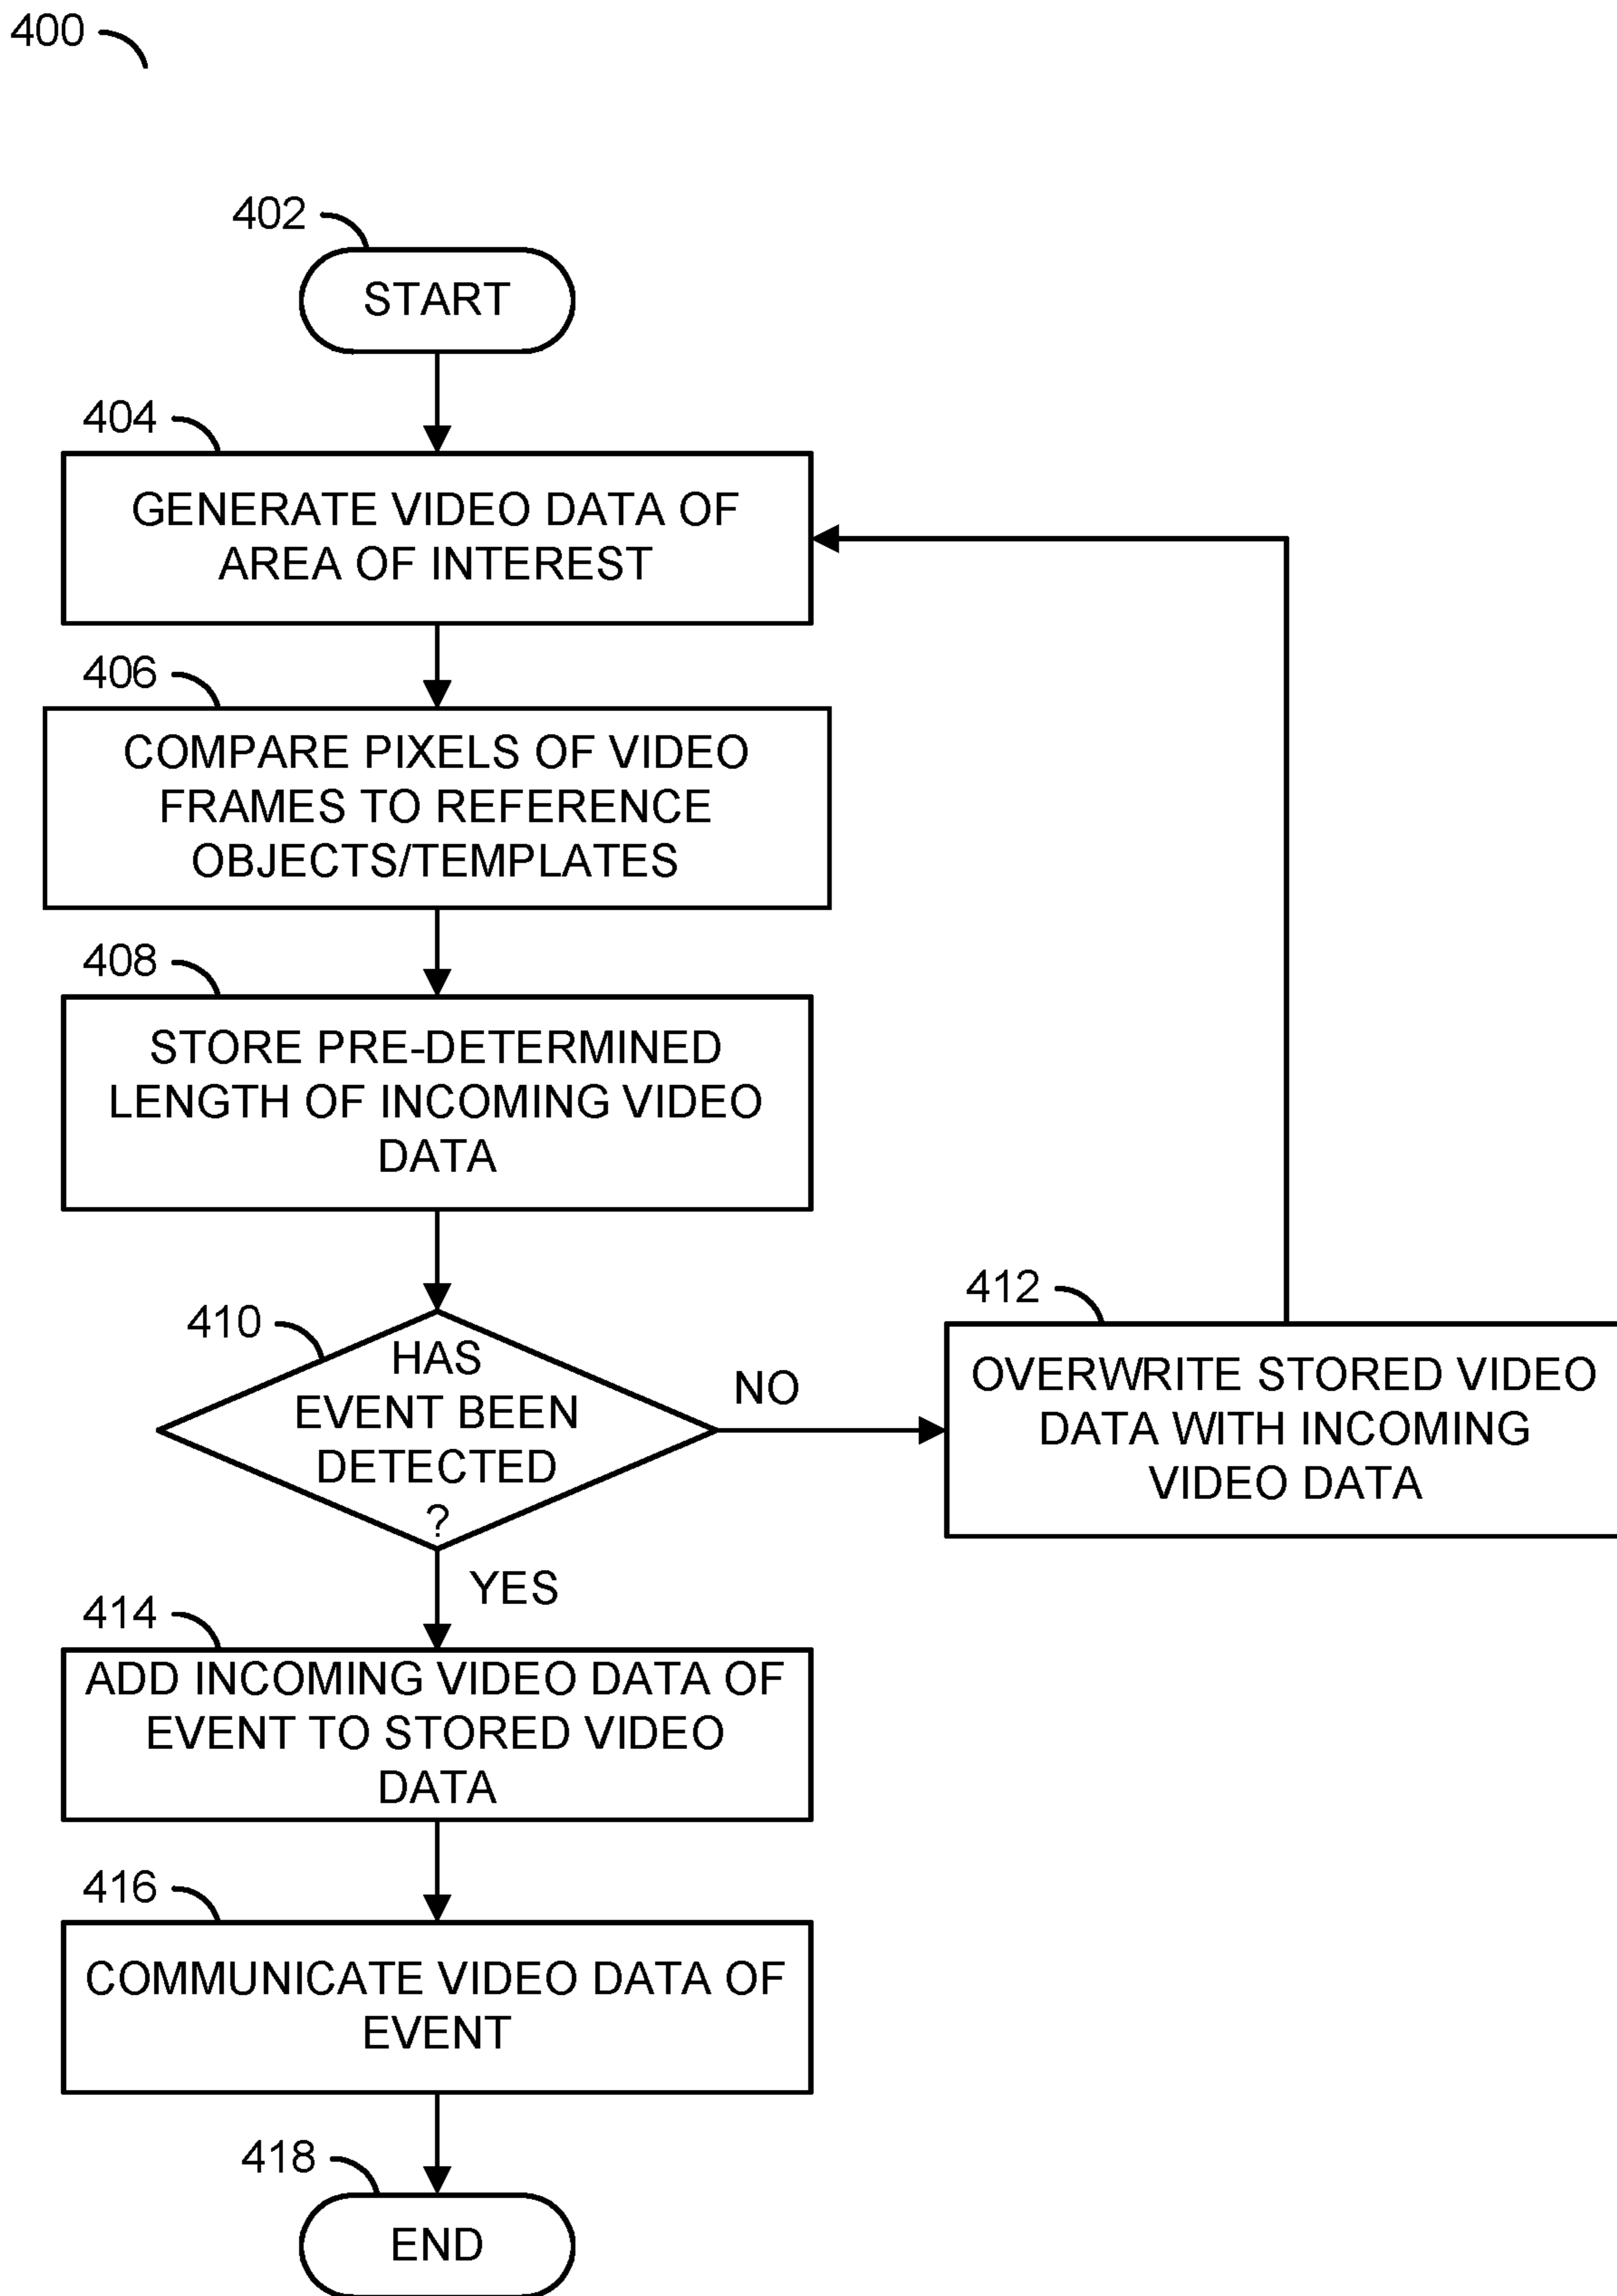 400
402
START
404
GENERATE VIDEO DATA OF
AREA OF INTEREST
406
COMPARE PIXELS OF VIDEO
FRAMES TO REFERENCE
OBJECTS/TEMPLATES
408
STORE PRE-DETERMINED
LENGTH OF INCOMING VIDEO
DATA
410
HAS
EVENT BEEN
DETECTED
?
NO
412
OVERWRITE STORED VIDEO
DATA WITH INCOMING
VIDEO DATA
YES
414
ADD INCOMING VIDEO DATA OF
EVENT TO STORED VIDEO
DATA
416
COMMUNICATE VIDEO DATA OF
EVENT
418
END